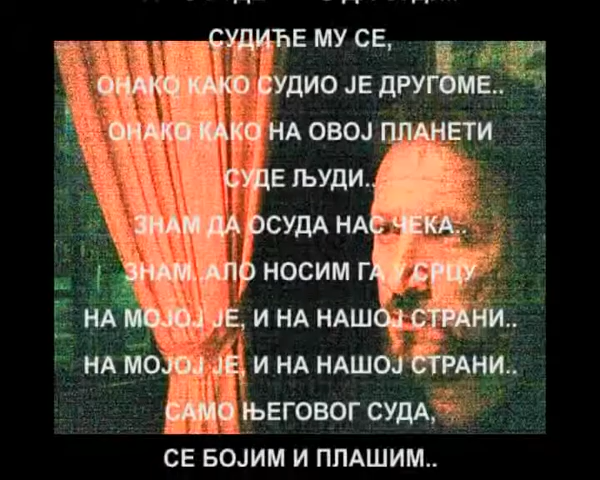 СУДИЋЕ МУ СЕ,
ОНАКО КАКО СУДИО ЈЕ ДРУГОМЕ..
ОНАКО КАКО НА ОВОЈ ПЛАНЕТИ
СУДЕ ЉУДИ..
ЗНАМ ДА ОСУДА НАС ЧЕКА..
ЗНАМ..АЛО НОСИМ ГА У СРЦУ
НА МОЈОЈ ЈЕ, И НА НАШОЈ СТРАНИ..
НА МОЈОЈ ЈЕ, И НА НАШОЈ СТРАНИ..
САМО ЊЕГОВОГ СУДА,
СЕ БОЈИМ И ПЛАШИМ..